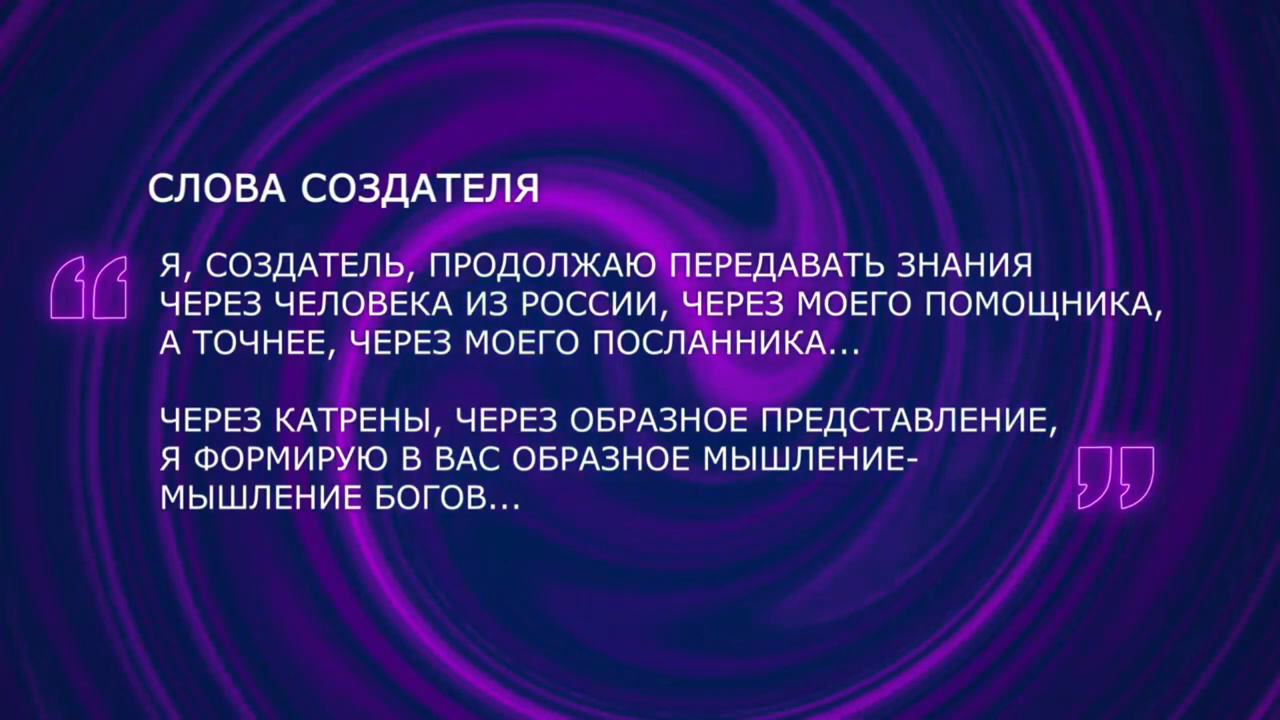 СЛОВА СОЗДАТЕЛЯ
Я, СОЗДАТЕЛЬ, ПРОДОЛЖАЮ ПЕРЕДАВАТЬ ЗНАНИЯ
ЧЕРЕЗ ЧЕЛОВЕКА ИЗ РОССИИ, ЧЕРЕЗ МОЕГО ПОМОЩНИКА,
А ТОЧНЕЕ, ЧЕРЕЗ МОЕГО ПОСЛАННИКА...
ЧЕРЕЗ КАТРЕНЫ, ЧЕРЕЗ ОБРАЗНОЕ ПРЕДСТАВЛЕНИЕ,
Я ФОРМИРУЮ В ВАС ОБРАЗНОЕ МЫШЛЕНИЕ-
МЫШЛЕНИЕ БОГОВ...